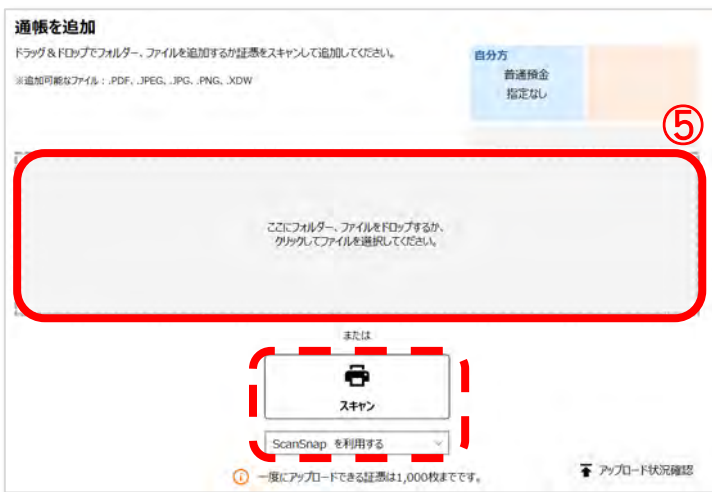 通帳を追加
ドラッグ&ドロップでフォルダー、ファイルを追加するか証憑をスキャンして追加してください。
※追加可能なファイル：.PDF、.JPEG、.JPG、.PNG、.XDW
自分方
普通預金
指定なし
⑤
ここにフォルダー、ファイルをドロップするか、
クリックしてファイルを選択してください。
または
スキャン
ScanSnap を利用する
一度にアップロードできる証憑は1,000枚までです。
アップロード状況確認